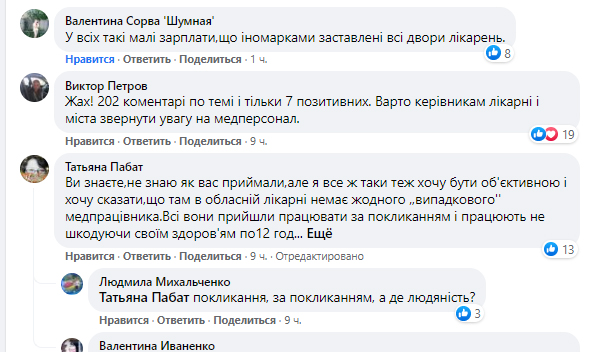 Валентина Сорва 'Шумная'
У всіх такі малі зарплати,що іномарками заставлені всі двори лікарень.
8
Нравится · Ответить · Поделиться · 1 ч.
Виктор Петров
Жах! 202 коментарі по темі і тільки 7 позитивних. Варто керівникам лікарні і
міста звернути увагу на медперсонал.
19
Нравится · Ответить · Поделиться · 9 ч.
Татьяна Пабат
Ви знаєте,не знаю як вас приймали,але я все ж таки теж хочу бути об'єктивною і
хочу сказати,що там в обласній лікарні немає жодного ,,випадкового''
медпрацівника.Всі вони прийшли працювати за покликанням і працюють не
шкодуючи своїм здоров'ям по12 год... Ещё
13
Нравится · Ответить · Поделиться · 9 ч. · Отредактировано
Людмила Михальченко
Татьяна Пабат покликання, за покликанням, а де людяність?
3
Нравится · Ответить · Поделиться · 9 ч.
Валентина Иваненко